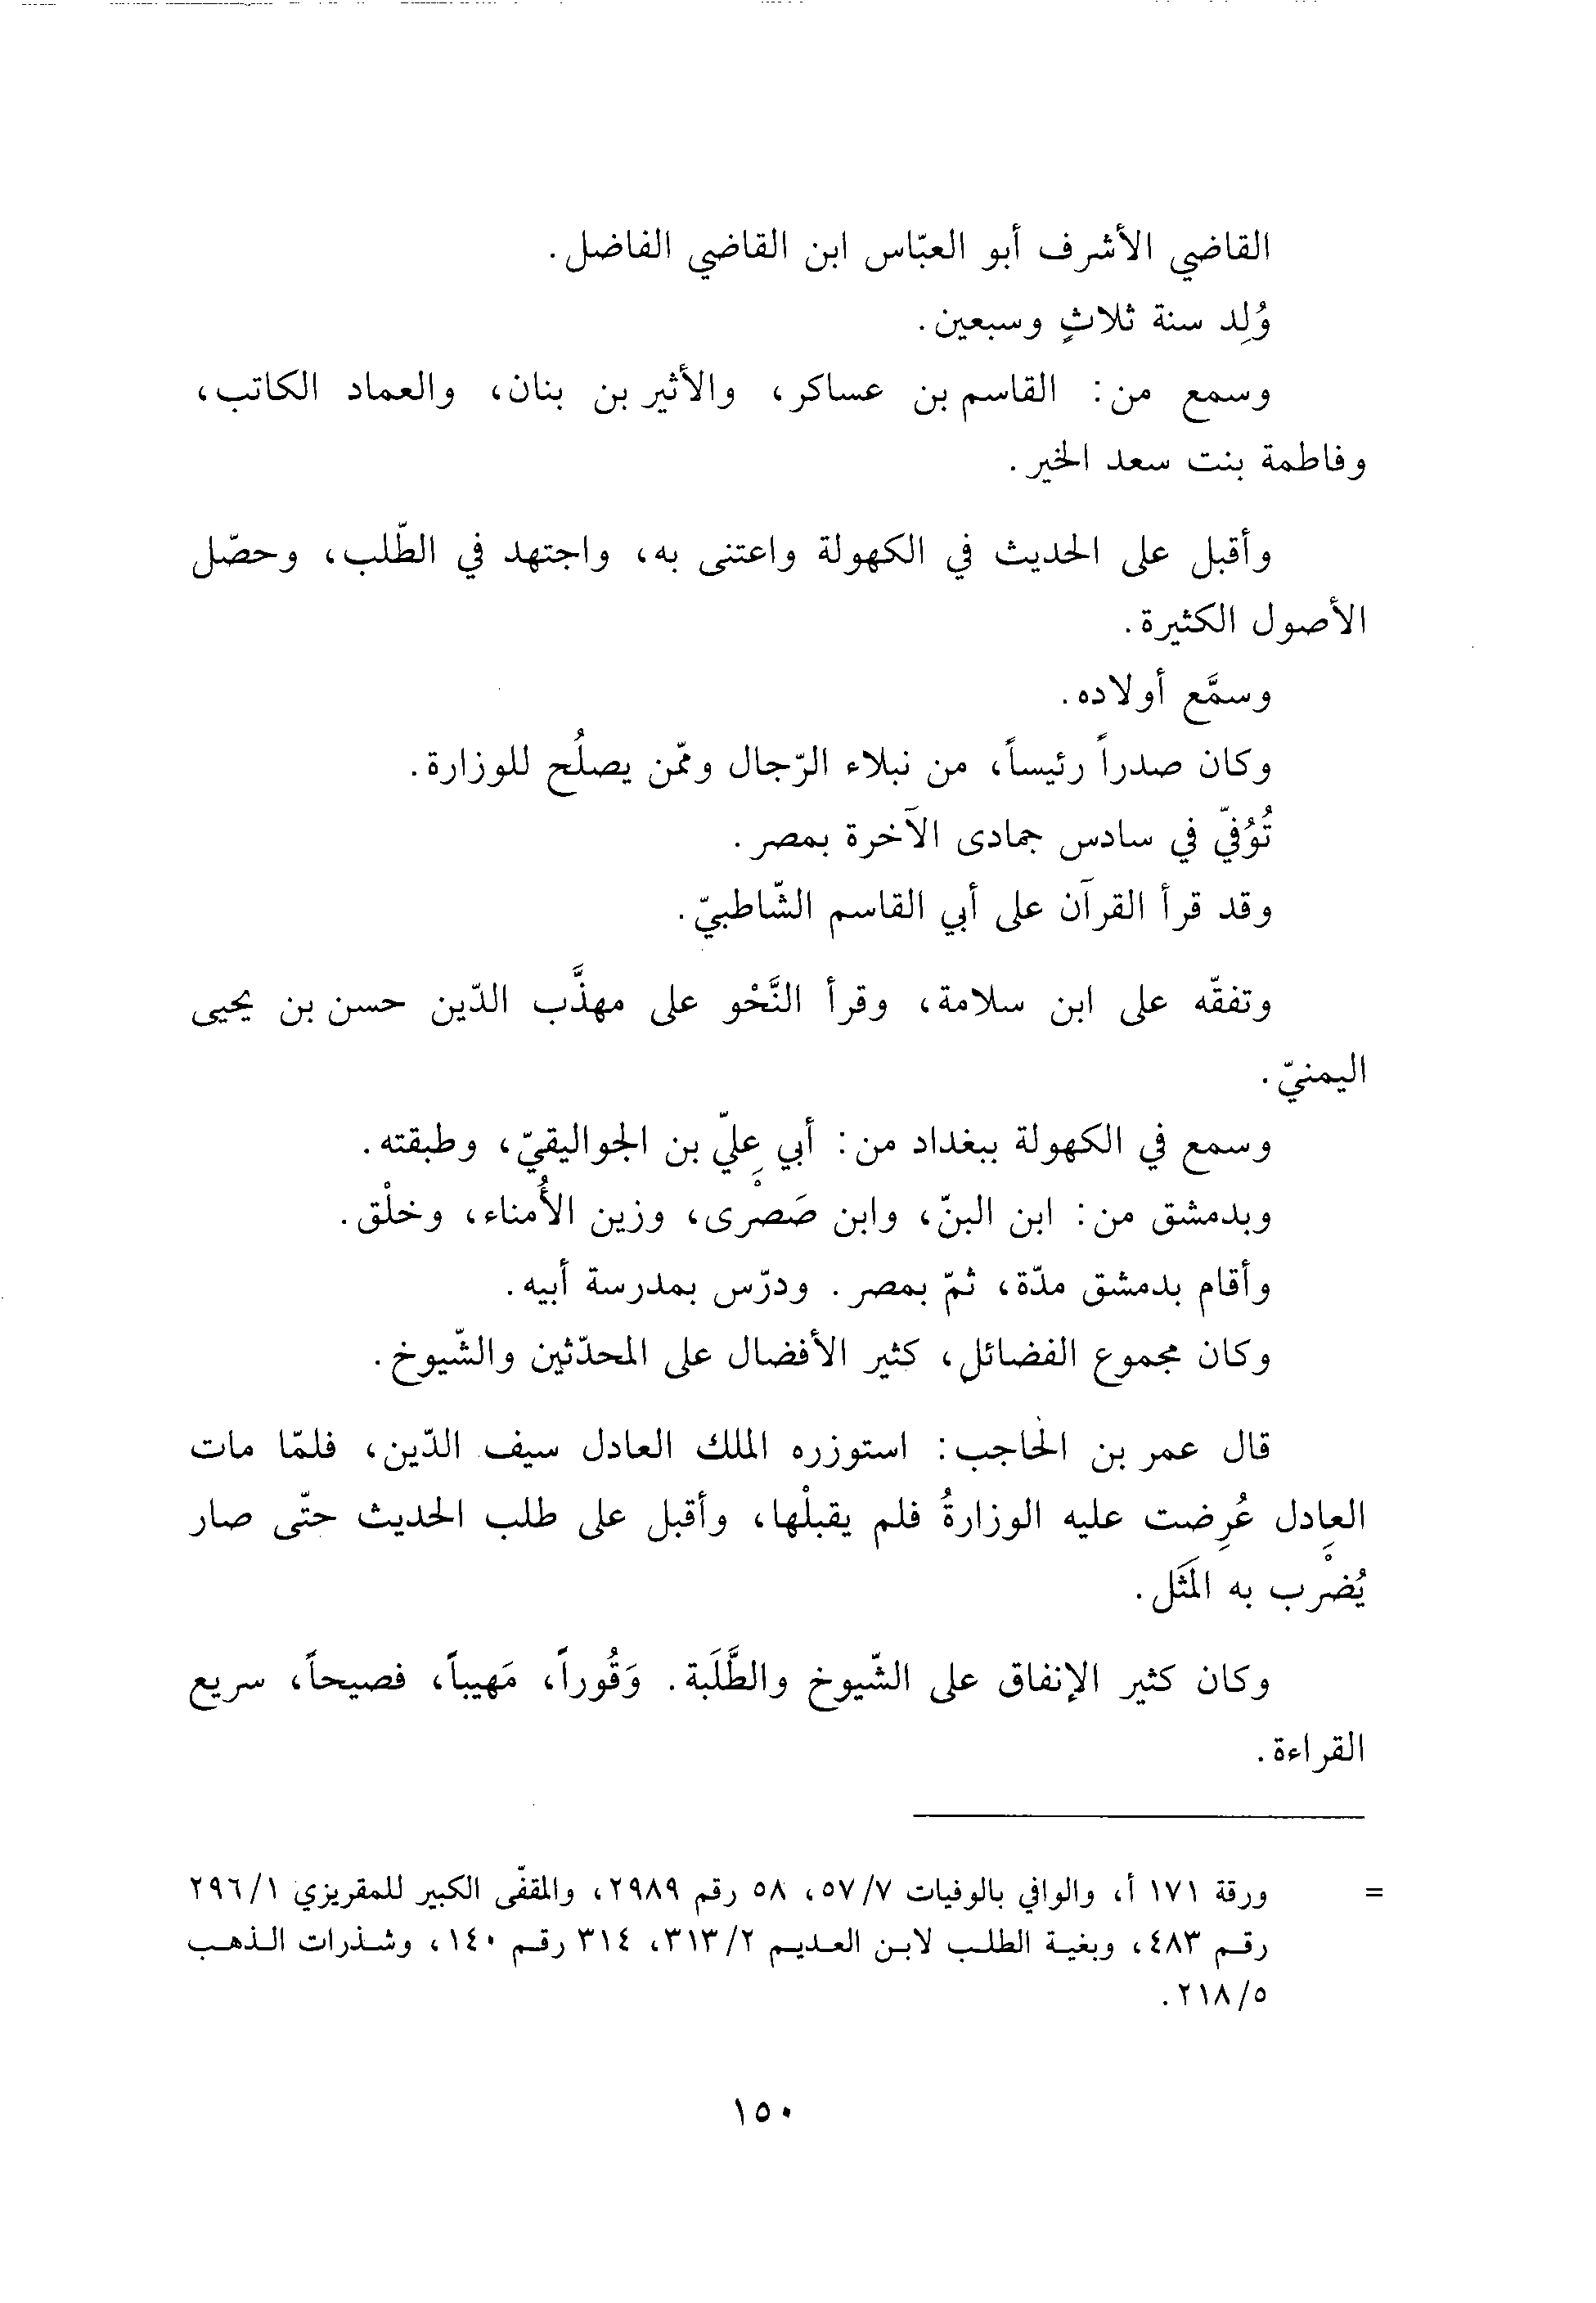 القاضي الأشرف أبو العبّاس ابن القاضي الفاضل.
وُلِد سنة ثلاثٍ وسبعين.
وسمع من: القاسم بن عساكر، والأثير بن بنان، والعماد الكاتب،
وفاطمة بنت سعد الخير.
وأقبل على الحديث في الكهولة واعتنى به، واجتهد في الطّلب، وحصّل
الأصول الكثيرة.
وسمَّع أولاده.
وكان صدراً رئيساً، من نبلاء الرّجال وممّن يصلُح للوزارة.
تُوُفيّ في سادس جمادى الآخرة بمصر.
وقد قرأ القرآن على أبي القاسم الشّاطبيّ.
وتفقّه على ابن سلامة، وقرأ النَّحْو على مهذَّب الدّين حسن بن يحيى
اليمنيّ.
وسمع في الكهولة ببغداد من: أبي عِليّ بن الجواليقيّ، وطبقته.
وبدمشق من: ابن البنّ، وابن صَصْرى، وزين الأُمناء، وخلْق.
وأقام بدمشق مدّة، ثمّ بمصر. ودرّس بمدرسة أبيه.
وكان مجموع الفضائل، كثير الأفضال على المحدّثين والشّيوخ.
قال عمر بن الحاجب: استوزره الملك العادل سيف الدّين، فلمّا مات
العادِل عُرِضت عليه الوزارةُ فلم يقبلْها، وأقبل على طلب الحديث حتّى صار
يُضْرب به المَثَل.
وكان كثير الإنفاق على الشّيوخ والطَّلَبة. وَقُوراً، مَهيباً، فصيحاً، سريع
القراءة.
= ورقة ١٧١ أ، والوافي بالوفيات ٥٧/٧، ٥٨ رقم ٢٩٨٩، والمقفّى الكبير للمقريزي ٢٩٦/١
رقم ٤٨٣، وبغية الطلب لابن العديم ٣١٣/٢، ٣١٤ رقم ١٤٠، وشذرات الذهب
٢١٨/٥.
١٥٠